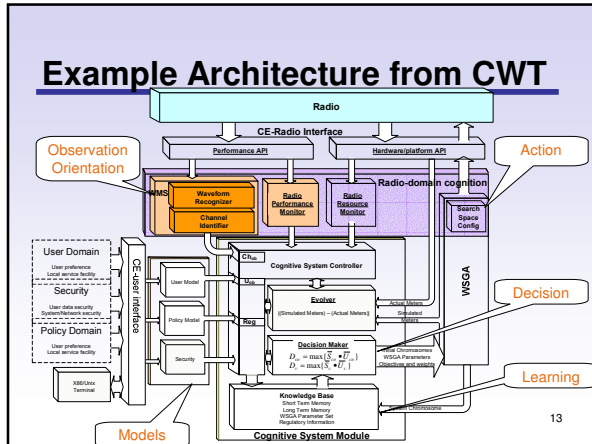 Example Architecture from CWT
Radio
CE-Radio Interface
Observation
Orientation
Performance API
Hardware/platform API
Action
Radio-domain cognition
WMS
Waveform
Recognizer
Channel
Identifier
Radio
Performance
Monitor
Radio
Resource
Monitor
Search
Space
Config
WSGA
User Domain
User preference
Local service facility
Security
User data security
System/Network security
Policy Domain
User preference
Local service facility
X86/Unix
Terminal
CE-user interface
User Model
Policy Model
Security
Cognitive System Controller
Evolver
|(Simulated Meters) – (Actual Meters)|
Actual Meters
Simulated
Meters
Decision
Decision Maker
Initial Chromosomes
WSGA Parameters
Objectives and weights
Learning
Knowledge Base
Short Term Memory
Long Term Memory
WSGA Parameter Set
Regulatory Information
Chromosome
Models
Cognitive System Module
13